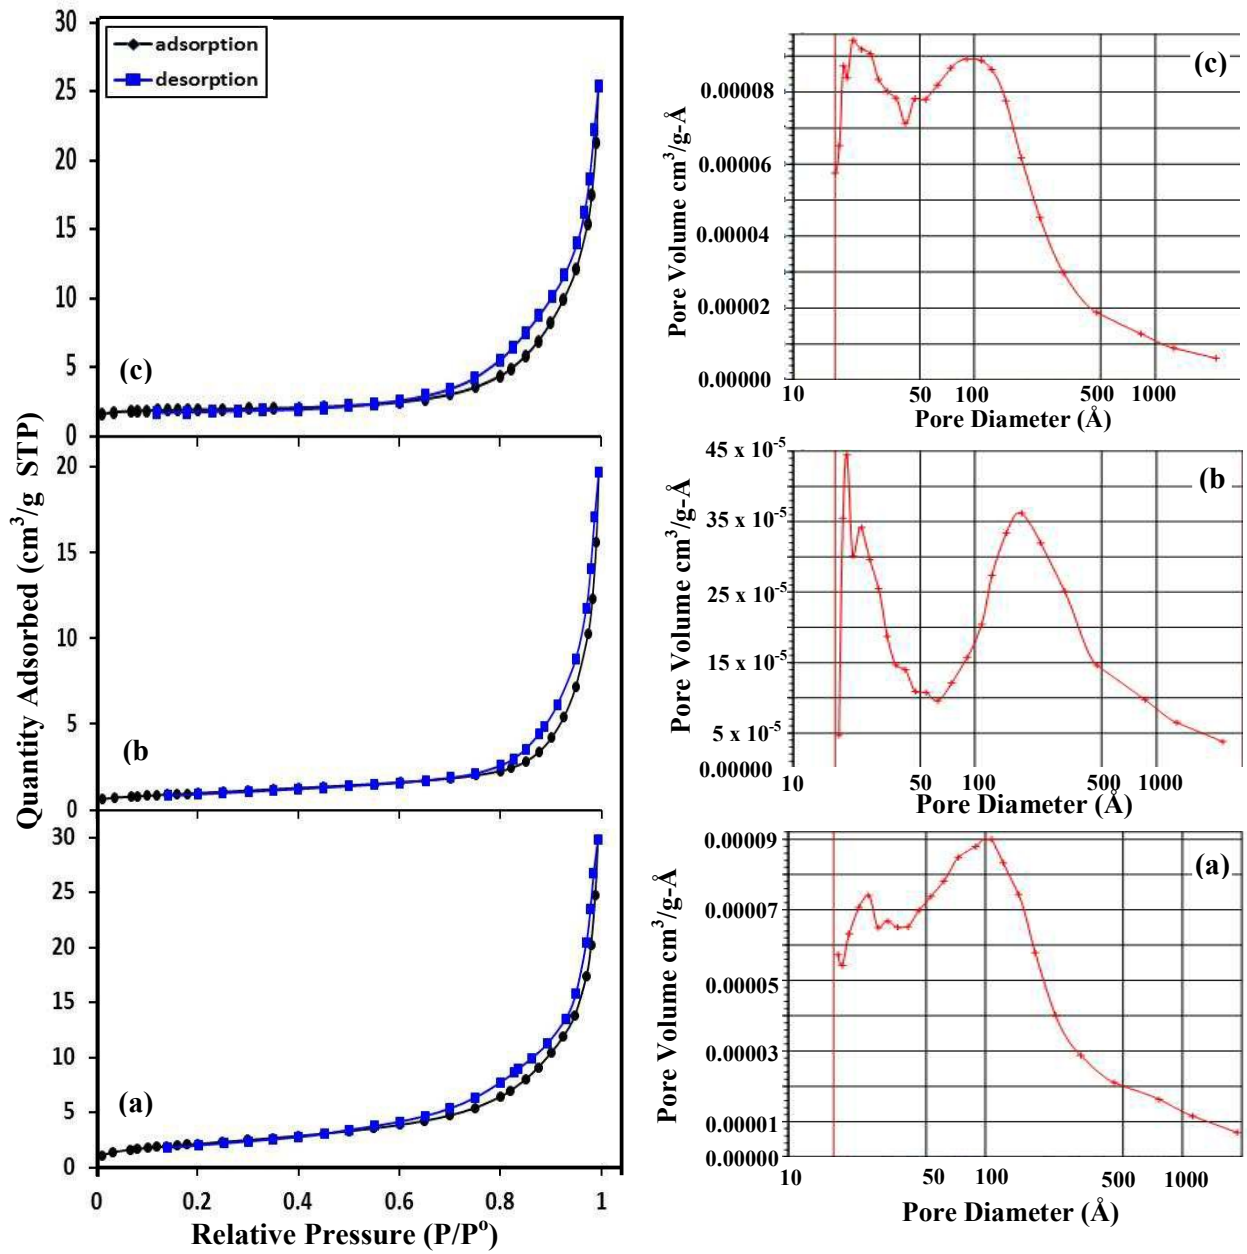 Quantity Adsorbed (cm³/g STP)
30
25
20
15
10
5
0
adsorption
desorption
(c)
20
15
10
5
0
(b)
30
25
20
15
10
5
0
(a)
0
0.2
0.4
0.6
0.8
1
Relative Pressure (P/P⁰)
Pore Volume cm³/g-Å
0.00008
0.00006
0.00004
0.00002
0.00000
(c)
10
50
100
500
1000
Pore Diameter (Å)
Pore Volume cm³/g-Å
45 x 10⁻⁵
35 x 10⁻⁵
25 x 10⁻⁵
15 x 10⁻⁵
5 x 10⁻⁵
0.00000
(b
10
50
100
500
1000
Pore Diameter (Å)
Pore Volume cm³/g-Å
0.00009
0.00007
0.00005
0.00003
0.00001
0.00000
(a)
10
50
100
500
1000
Pore Diameter (Å)